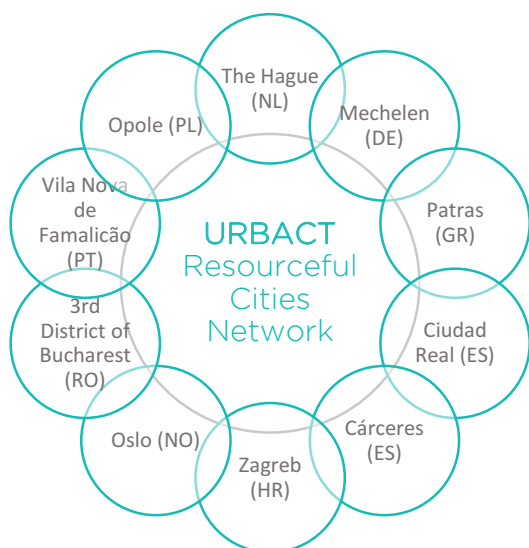 URBACT
Resourceful
Cities
Network
The Hague
(NL)
Mechelen
(DE)
Patras
(GR)
Ciudad
Real (ES)
Cárceres
(ES)
Zagreb
(HR)
Oslo (NO)
3rd
District of
Bucharest
(RO)
Vila Nova
de
Famalicão
(PT)
Opole (PL)